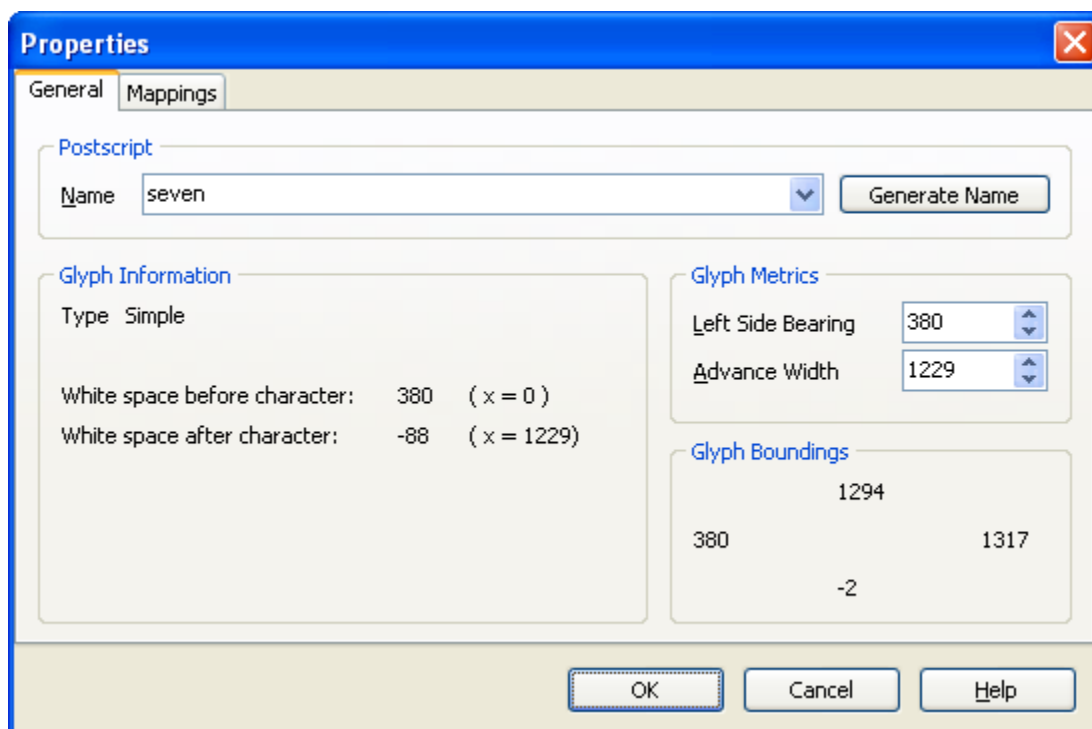 Properties
General Mappings
Postscript
Name seven Generate Name
Glyph Information
Type Simple
White space before character: 380 ( x = 0 )
White space after character: -88 ( x = 1229)
Glyph Metrics
Left Side Bearing 380
Advance Width 1229
Glyph Boundings
1294
380 1317
-2
OK Cancel Help